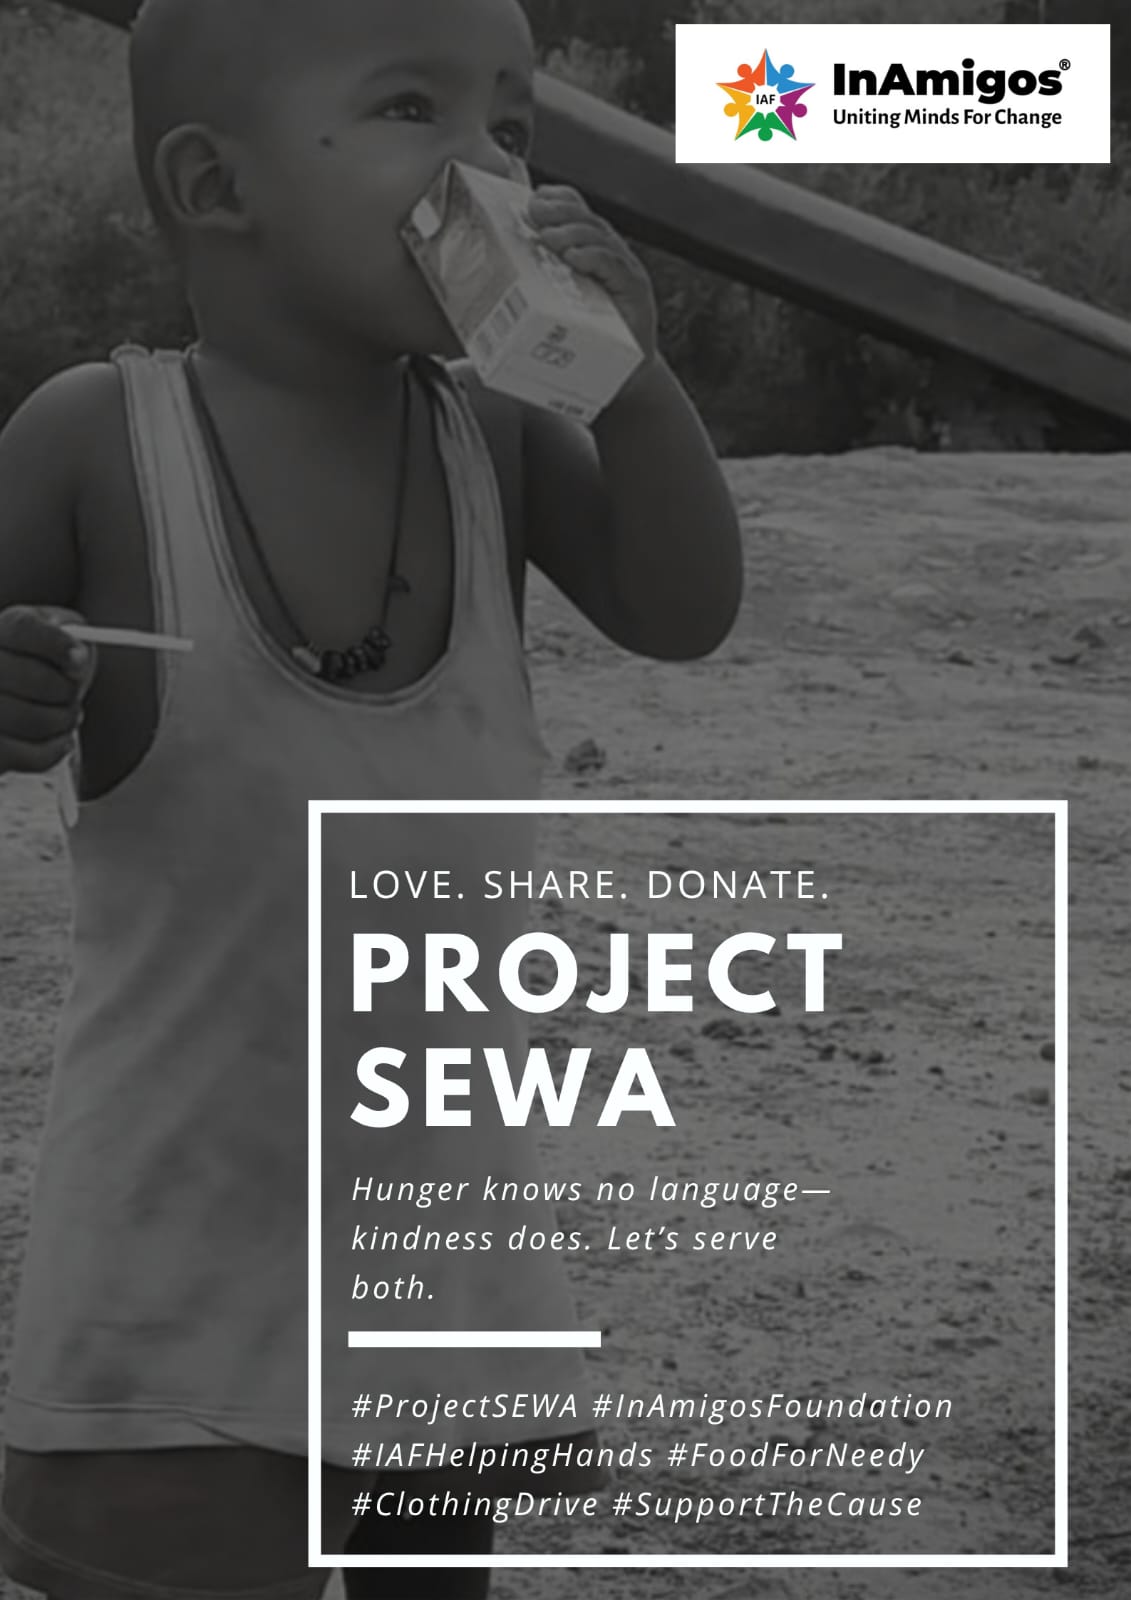 IAF
InAmigos®
Uniting Minds For Change
LOVE. SHARE. DONATE.
PROJECT
SEWA
Hunger knows no language—
kindness does. Let’s serve
both.
#ProjectSEWA #InAmigosFoundation
#IAFHelpingHands #FoodForNeedy
#ClothingDrive #SupportTheCause